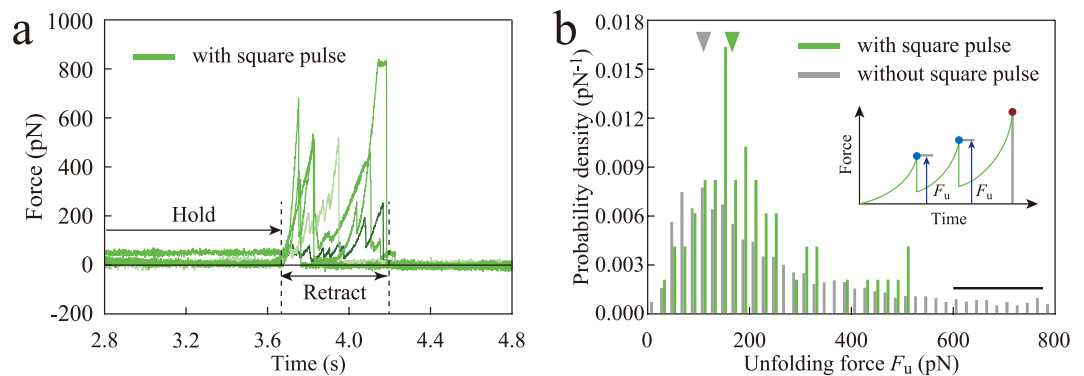 a
with square pulse
Force (pN)
1000
800
600
400
200
0
-200
Hold
Retract
2.8 3.2 3.6 4.0 4.4 4.8
Time (s)
b
with square pulse
without square pulse
Probability density (pN⁻¹)
0.018
0.015
0.012
0.009
0.006
0.003
0.000
Force
Fu Fu
Time
0 200 400 600 800
Unfolding force Fu (pN)